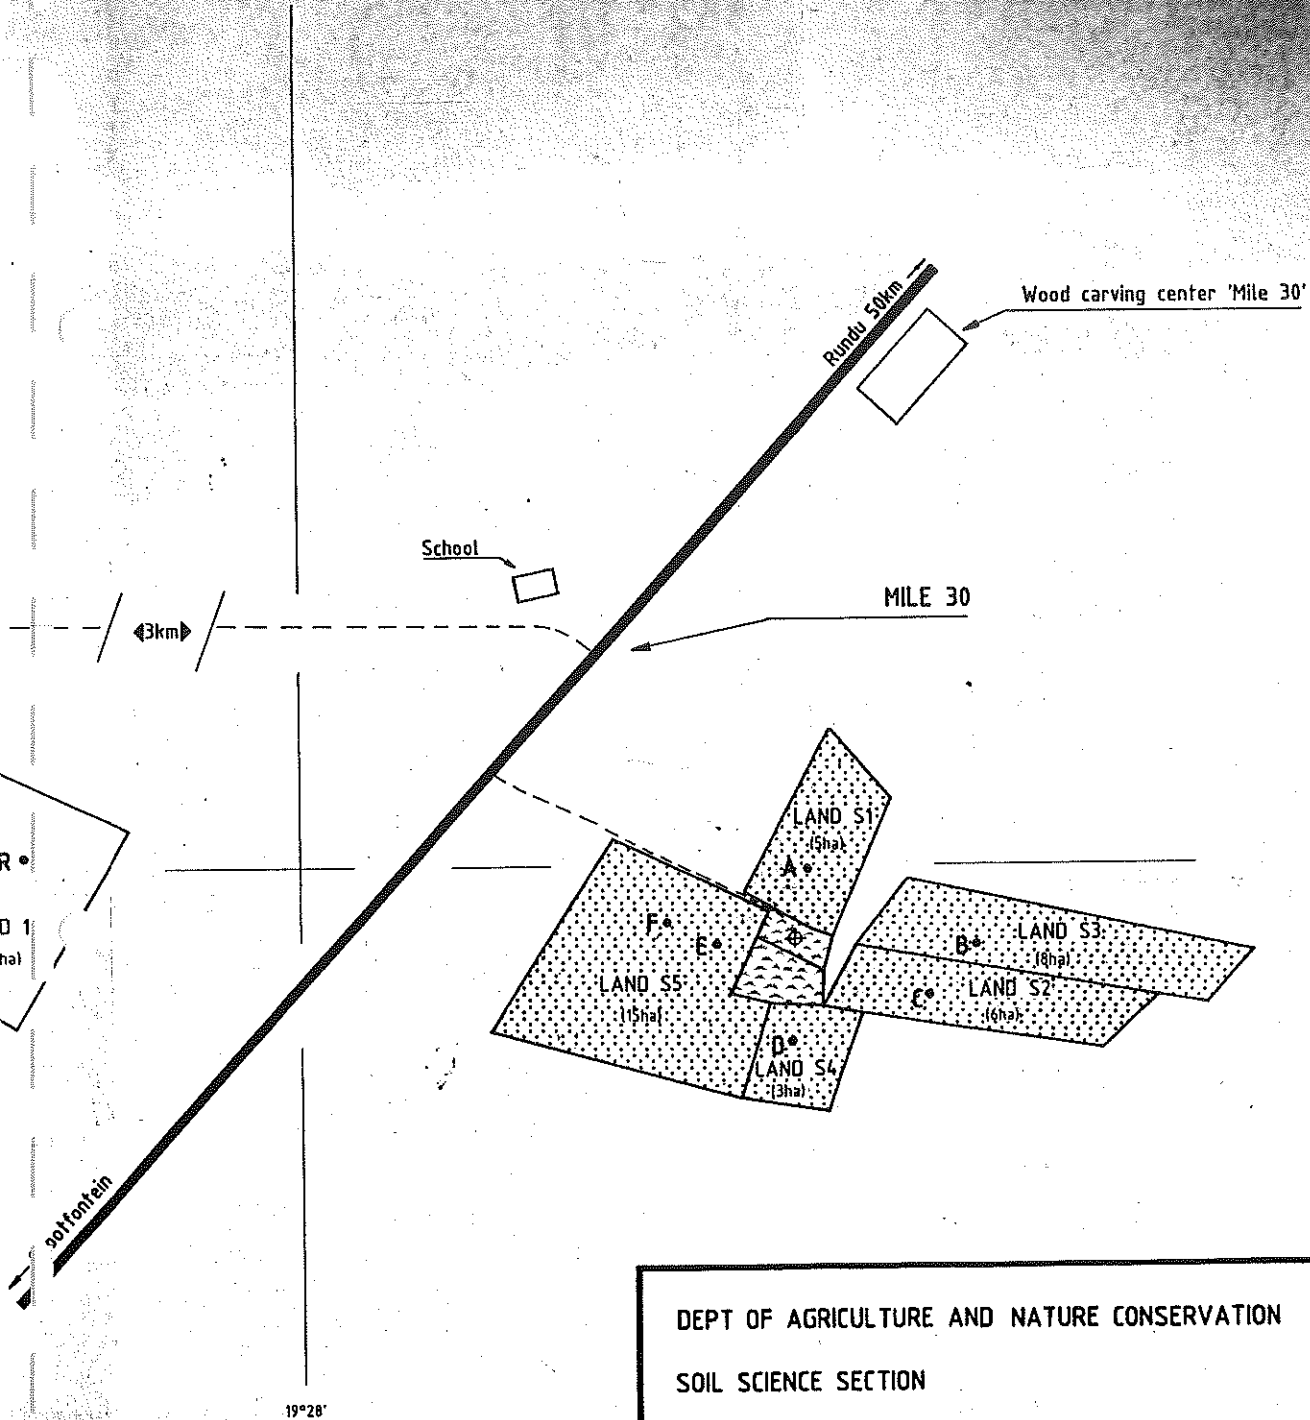 Rundu 50km
Wood carving center 'Mile 30'
School
MILE 30
3km
LAND S1
(5ha)
A
R
D 1
ha)
F
E
LAND S5
(15ha)
B
LAND S3
(8ha)
C
LAND S2
(6ha)
D
LAND S4
(3ha)
ootfontein
DEPT OF AGRICULTURE AND NATURE CONSERVATION
SOIL SCIENCE SECTION
19°28'